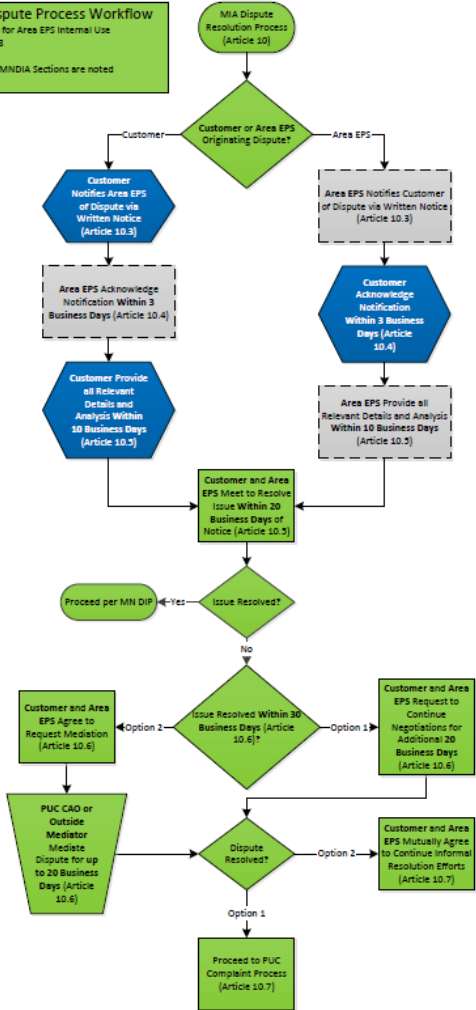 spute Process Workflow
for Area EPS Internal Use
MNDIA Sections are noted
MIA Dispute
Resolution Process
(Article 10)
Customer or Area EPS
Originating Dispute?
Customer
Area EPS
Customer
Notifies Area EPS
of Dispute via
Written Notice
(Article 10.3)
Area EPS Notifies Customer
of Dispute via Written Notice
(Article 10.3)
Area EPS Acknowledge
Notification Within 3
Business Days (Article 10.4)
Customer
Acknowledge
Notification
Within 3 Business
Days (Article
10.4)
Customer Provide
all Relevant
Details and
Analysis Within
10 Business Days
(Article 10.5)
Area EPS Provide all
Relevant Details and Analysis
Within 10 Business Days
(Article 10.5)
Customer and Area
EPS Meet to Resolve
Issue Within 20
Business Days of
Notice (Article 10.5)
Proceed per MN DIP
Yes
Issue Resolved?
No
Customer and Area
EPS Agree to
Request Mediation
(Article 10.6)
Option 2
Issue Resolved Within 30
Business Days (Article
10.6)?
Option 1
Customer and Area
EPS Request to
Continue
Negotiations for
Additional 20
Business Days
(Article 10.6)
PUC CAO or
Outside
Mediator
Mediate
Dispute for up
to 20 Business
Days (Article
10.6)
Dispute
Resolved?
Option 2
Customer and Area
EPS Mutually Agree
to Continue Informal
Resolution Efforts
(Article 10.7)
Option 1
Proceed to PUC
Complaint Process
(Article 10.7)